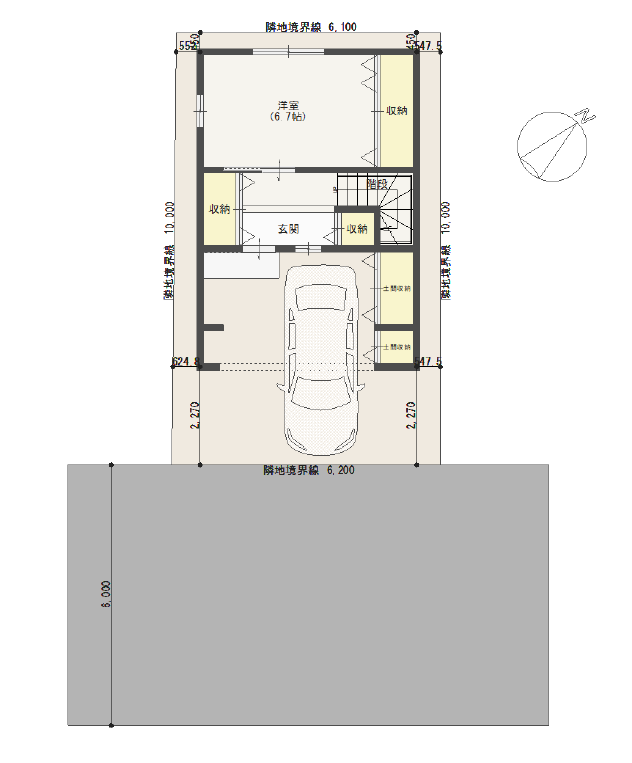 隣地境界線 6,100
450
450
552
547.5
洋室
(6.7帖)
収納
N
階段
収納
玄関
収納
隣地境界線 10,000
隣地境界線 10,000
土間収納
土間収納
624.8
547.5
2,270
2,270
隣地境界線 6,200
6,000